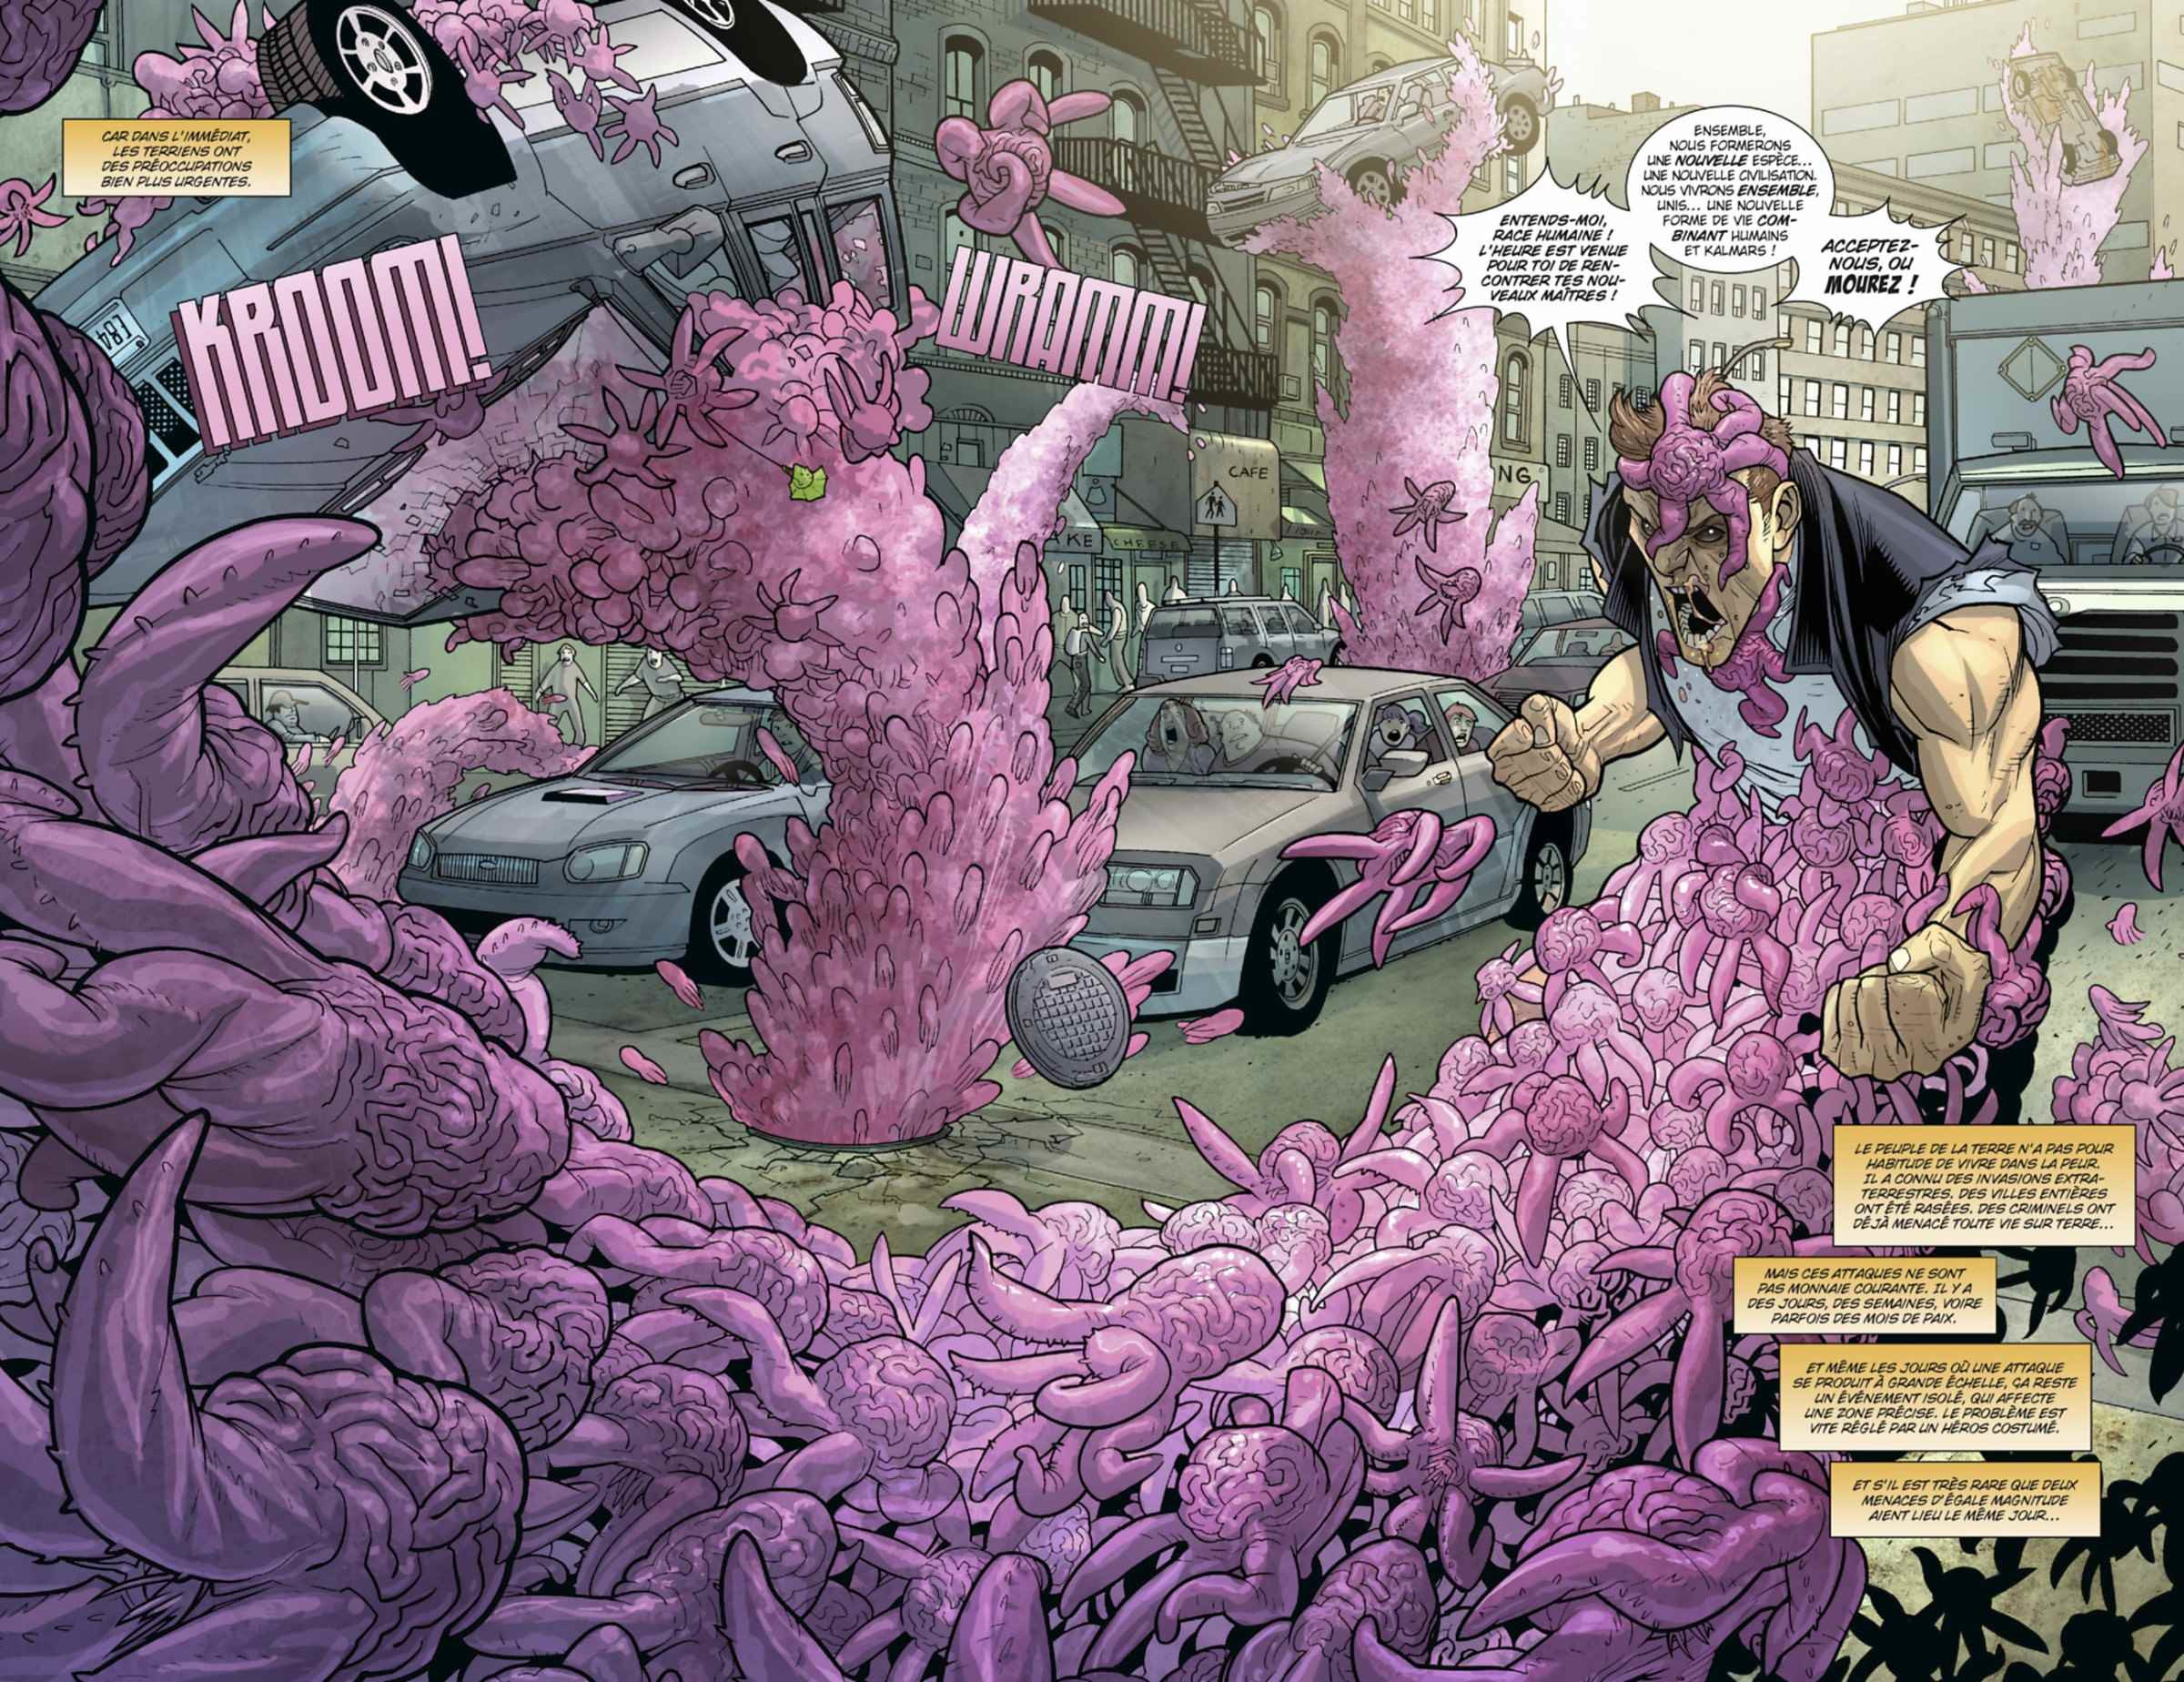 CAR DANS L'IMMÉDIAT,
LES TERRIENS ONT
DES PRÉOCCUPATIONS
BIEN PLUS URGENTES.
KROOM!
WRAMM!
ENTENDS-MOI,
RACE HUMAINE !
L'HEURE EST VENUE
POUR TOI DE REN-
CONTRER TES NOU-
VEAUX MAÎTRES !
ENSEMBLE,
NOUS FORMERONS
UNE NOUVELLE ESPÈCE...
UNE NOUVELLE CIVILISATION.
NOUS VIVRONS ENSEMBLE,
UNIS... UNE NOUVELLE
FORME DE VIE COM-
BINANT HUMAINS
ET KALMARS !
ACCEPTEZ-
NOUS, OU
MOUREZ !
CAFE
NG
KE
CHEESE
F84
LE PEUPLE DE LA TERRE N'A PAS POUR
HABITUDE DE VIVRE DANS LA PEUR.
IL A CONNU DES INVASIONS EXTRA-
TERRESTRES. DES VILLES ENTIÈRES
ONT ÉTÉ RASÉES. DES CRIMINELS ONT
DÉJÀ MENACÉ TOUTE VIE SUR TERRE...
MAIS CES ATTAQUES NE SONT
PAS MONNAIE COURANTE. IL Y A
DES JOURS, DES SEMAINES, VOIRE
PARFOIS DES MOIS DE PAIX.
ET MÊME LES JOURS OÙ UNE ATTAQUE
SE PRODUIT À GRANDE ÉCHELLE, ÇA RESTE
UN ÉVÉNEMENT ISOLÉ, QUI AFFECTE
UNE ZONE PRÉCISE. LE PROBLÈME EST
VITE RÉGLÉ PAR UN HÉROS COSTUMÉ.
ET S'IL EST TRÈS RARE QUE DEUX
MENACES D'ÉGALE MAGNITUDE
AIENT LIEU LE MÊME JOUR...